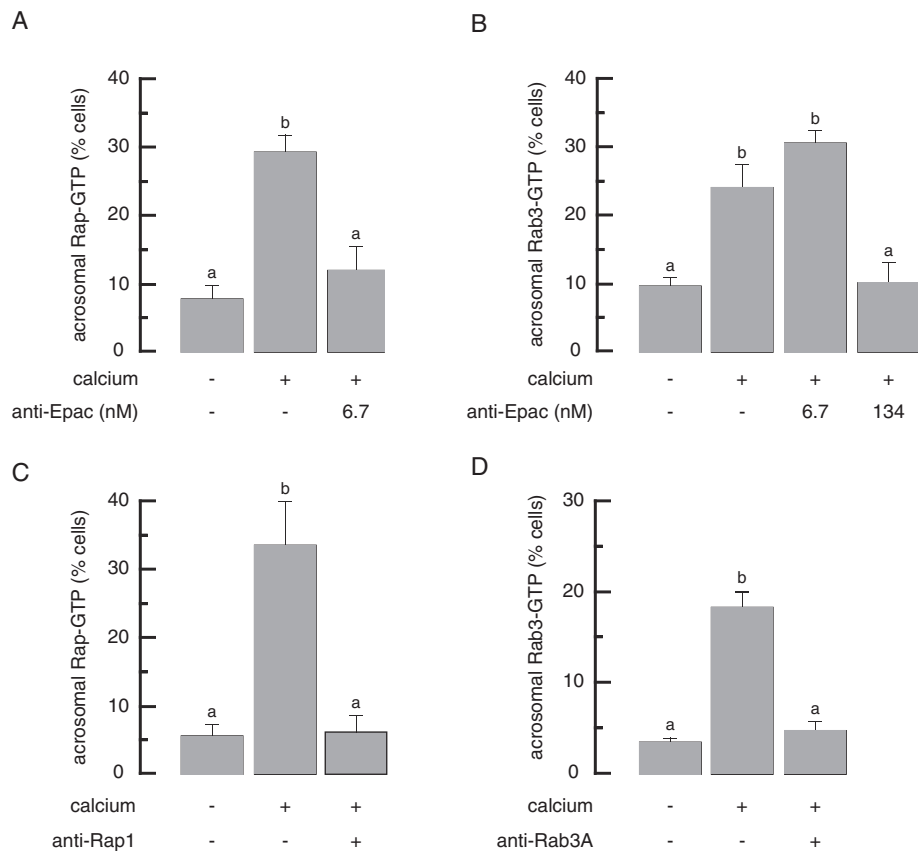 A
acrosomal Rap-GTP (% cells)
40
30
20
10
0
a
b
a
calcium - + +
anti-Epac (nM) - - 6.7
B
acrosomal Rab3-GTP (% cells)
40
30
20
10
0
a
b
b
a
calcium - + + +
anti-Epac (nM) - - 6.7 134
C
acrosomal Rap-GTP (% cells)
40
30
20
10
0
a
b
a
calcium - + +
anti-Rap1 - - +
D
acrosomal Rab3-GTP (% cells)
30
20
10
0
a
b
a
calcium - + +
anti-Rab3A - - +